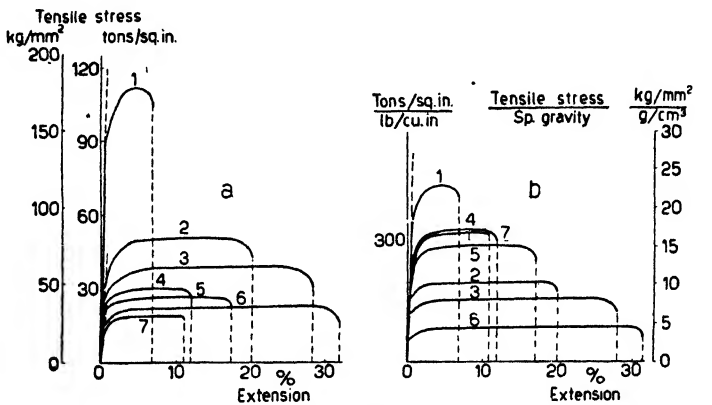 Tensile stress
kg/mm² tons/sq.in.
200
150
100
50
0
120
90
60
30
1
2
3
4
5
6
7
a
0 10 20 30
%
Extension
Tons/sq.in.
lb/cu.in
Tensile stress
Sp. gravity
kg/mm²
g/cm³
300
30
25
20
15
10
5
0
1
4
7
5
2
3
6
b
0 10 20 30
%
Extension